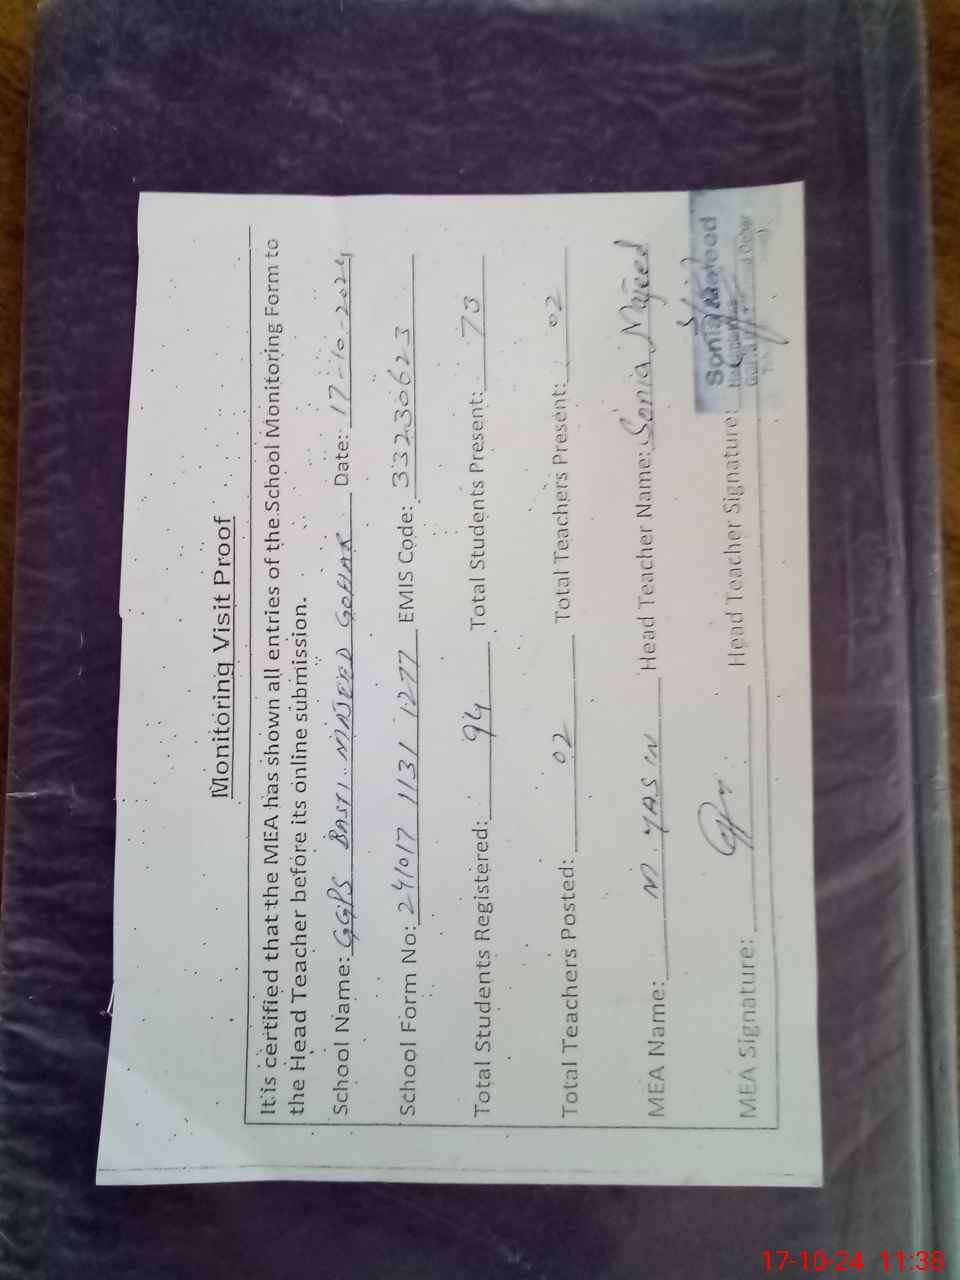 Monitoring Visit Proof
It is certified that the MEA has shown all entries of the School Monitoring Form to
the Head Teacher before its online submission.
School Name: GGPS BASTI MAJEED GOHAR Date: 17-10-2024
School Form No: 241017 1131 1277 EMIS Code: 33230623
Total Students Registered: 94 Total Students Present: 73
Total Teachers Posted: 02 Total Teachers Present: 02
MEA Name: M. YASIN Head Teacher Name: Sonia Majeed
MEA Signature: Head Teacher Signature:
Sonia Majeed
17-10-24 11:38